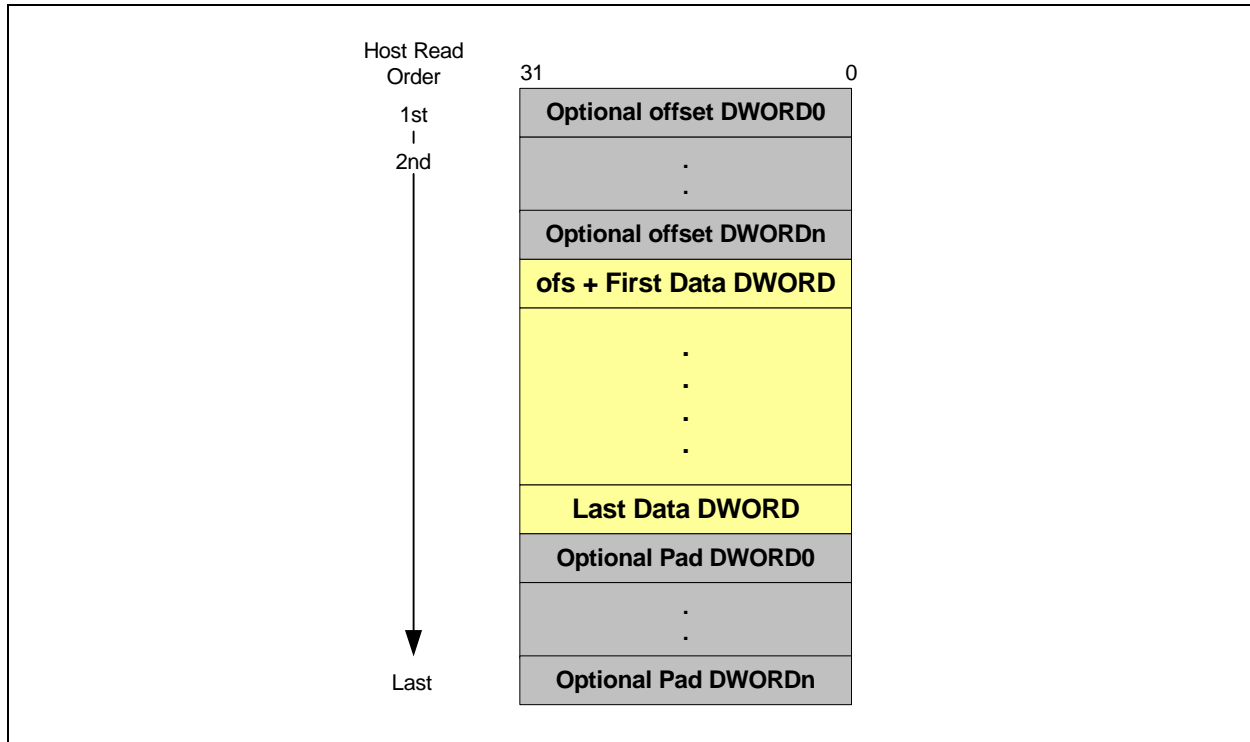 Host Read
Order
31 0
1st
Optional offset DWORD0
2nd
.
.
Optional offset DWORDn
ofs + First Data DWORD
.
.
.
.
Last Data DWORD
Optional Pad DWORD0
.
.
Last
Optional Pad DWORDn